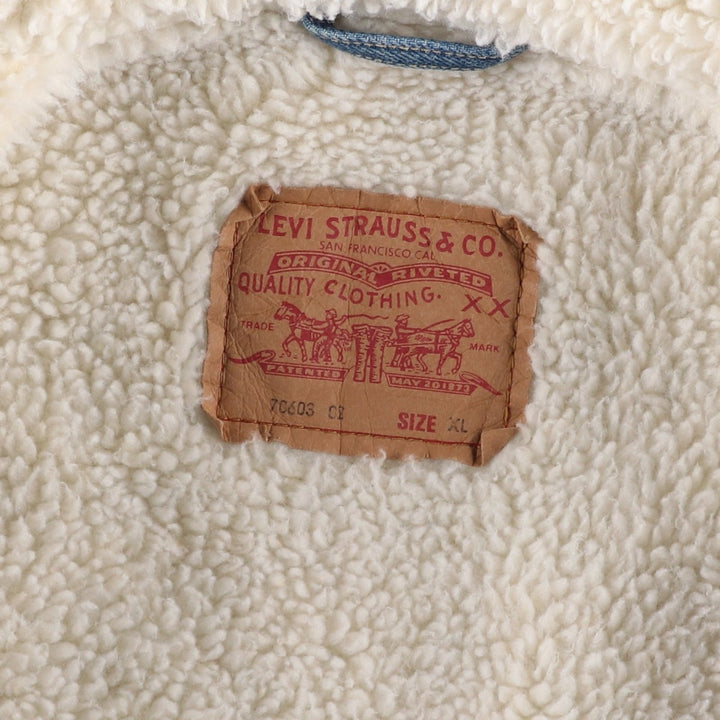 LEVI STRAUSS & CO.
SAN FRANCISCO CAL.
ORIGINAL RIVETED
QUALITY CLOTHING. XX
TRADE MARK
PATENTED MAY 20 1873
70603 02 SIZE XL